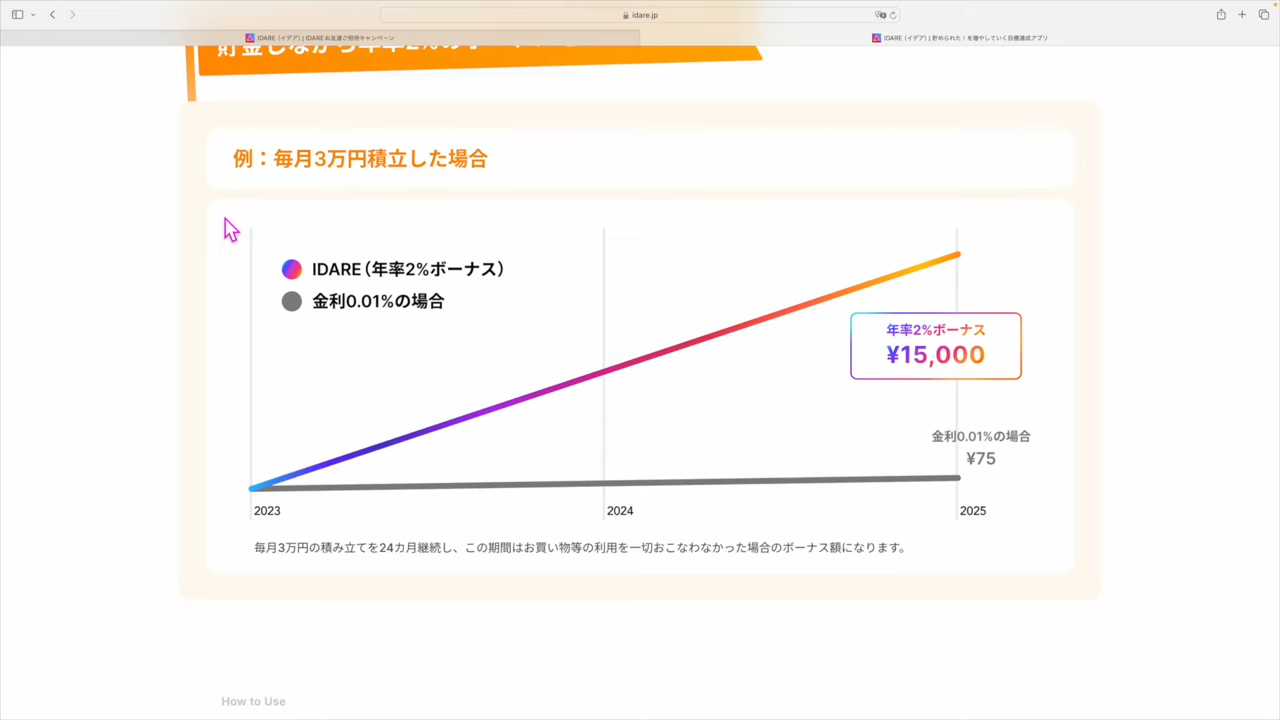 idare.jp
IDARE（イデア）| IDARE お友達ご招待キャンペーン
IDARE（イデア）| 貯められた！を増やしていく目標達成アプリ
例：毎月3万円積立した場合
IDARE（年率2%ボーナス）
金利0.01%の場合
年率2%ボーナス
¥15,000
金利0.01%の場合
¥75
2023
2024
2025
毎月3万円の積み立てを24カ月継続し、この期間はお買い物等の利用を一切おこなわなかった場合のボーナス額になります。
How to Use